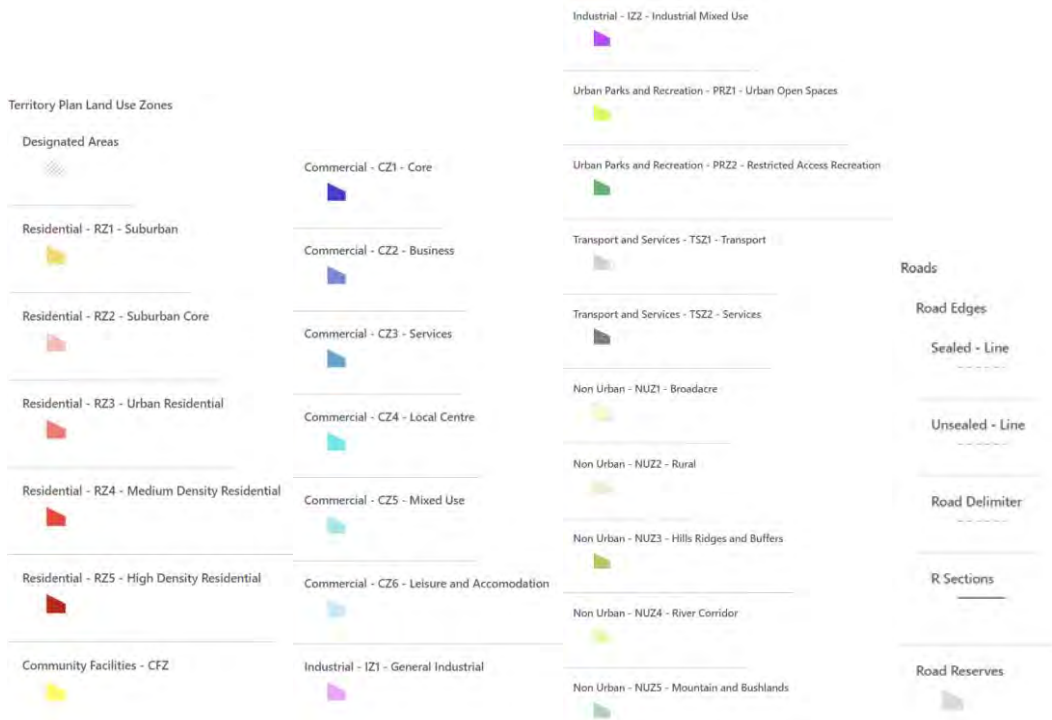 Territory Plan Land Use Zones
Designated Areas
Residential - RZ1 - Suburban
Residential - RZ2 - Suburban Core
Residential - RZ3 - Urban Residential
Residential - RZ4 - Medium Density Residential
Residential - RZ5 - High Density Residential
Community Facilities - CFZ
Commercial - CZ1 - Core
Commercial - CZ2 - Business
Commercial - CZ3 - Services
Commercial - CZ4 - Local Centre
Commercial - CZ5 - Mixed Use
Commercial - CZ6 - Leisure and Accomodation
Industrial - IZ1 - General Industrial
Industrial - IZ2 - Industrial Mixed Use
Urban Parks and Recreation - PRZ1 - Urban Open Spaces
Urban Parks and Recreation - PRZ2 - Restricted Access Recreation
Transport and Services - TSZ1 - Transport
Transport and Services - TSZ2 - Services
Non Urban - NUZ1 - Broadacre
Non Urban - NUZ2 - Rural
Non Urban - NUZ3 - Hills Ridges and Buffers
Non Urban - NUZ4 - River Corridor
Non Urban - NUZ5 - Mountain and Bushlands
Roads
Road Edges
Sealed - Line
Unsealed - Line
Road Delimiter
R Sections
Road Reserves